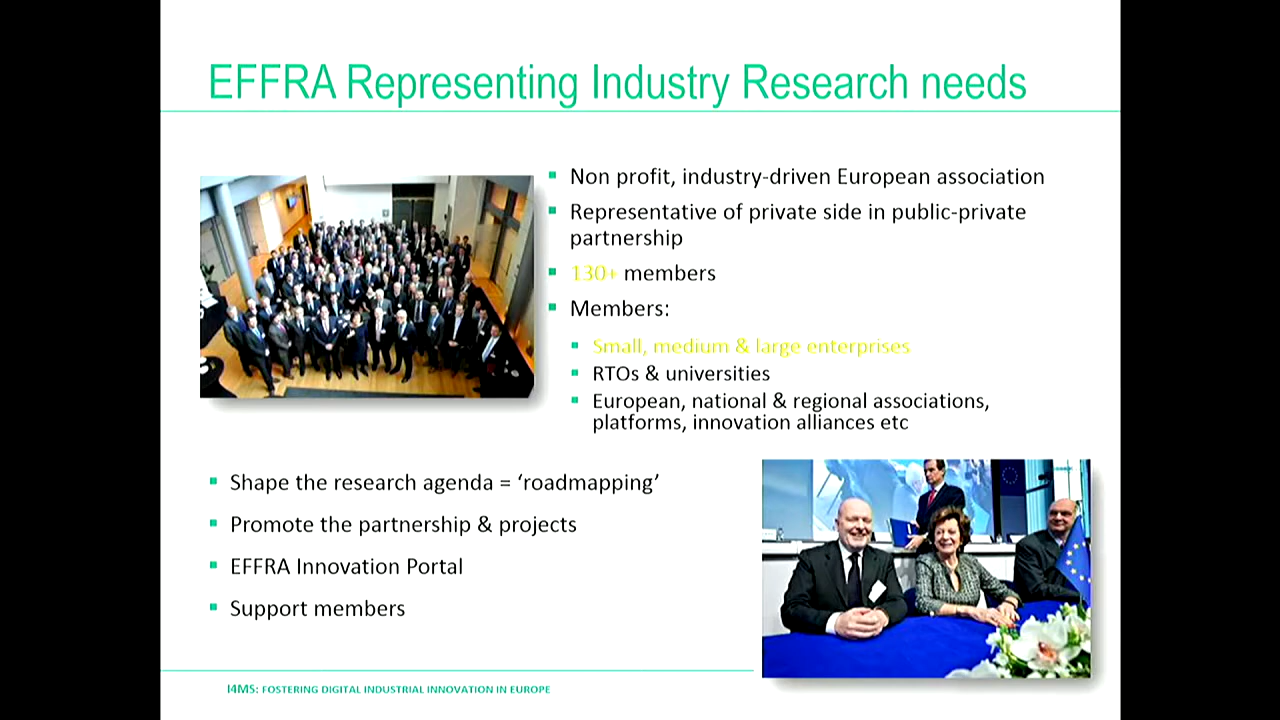 EFFRA Representing Industry Research needs
Non profit, industry-driven European association
Representative of private side in public-private
partnership
130+ members
Members:
Small, medium & large enterprises
RTOs & universities
European, national & regional associations,
platforms, innovation alliances etc
Shape the research agenda = ‘roadmapping’
Promote the partnership & projects
EFFRA Innovation Portal
Support members
I4MS: FOSTERING DIGITAL INDUSTRIAL INNOVATION IN EUROPE